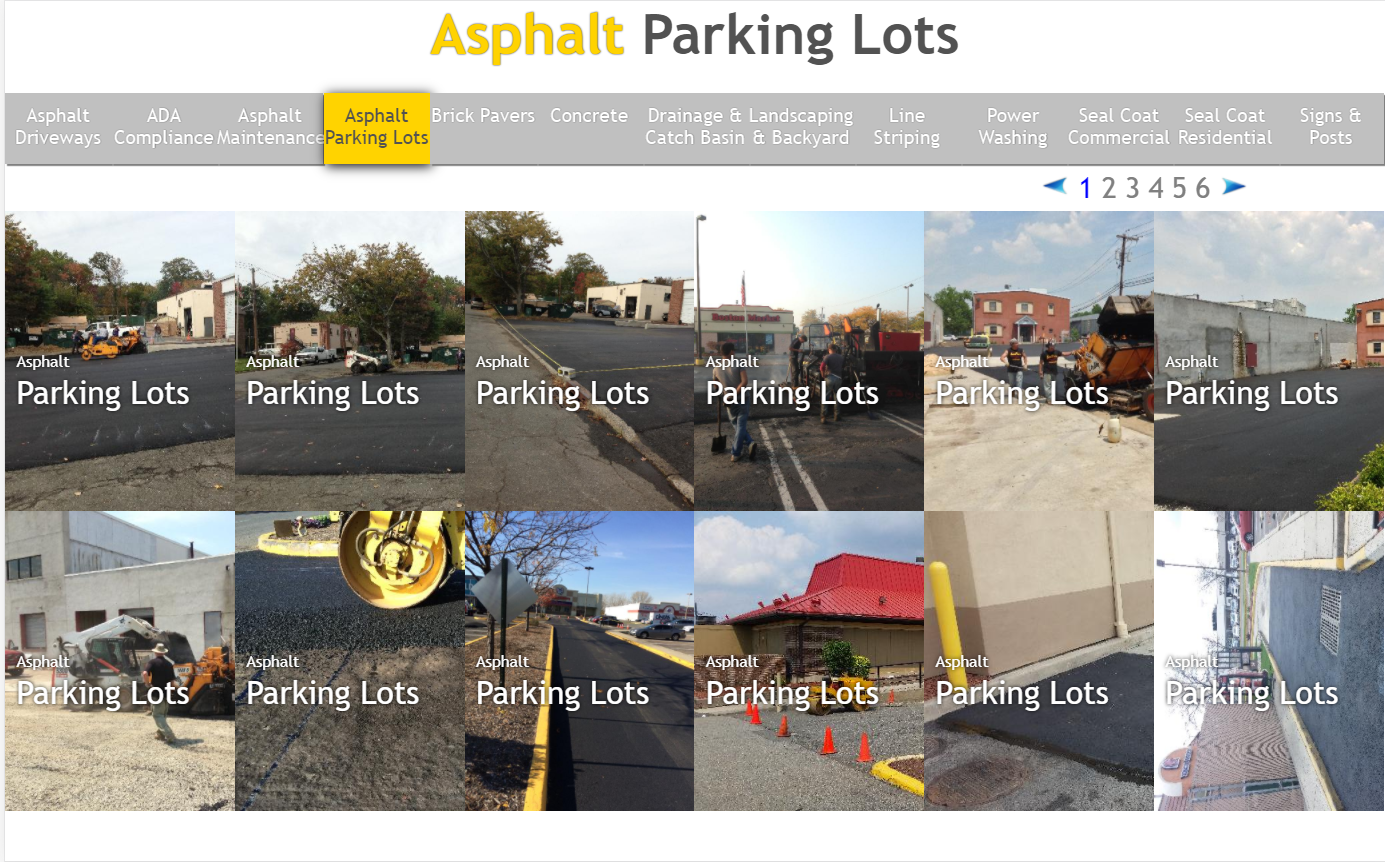 Asphalt Parking Lots
Asphalt Driveways
ADA Compliance
Asphalt Maintenance
Asphalt Parking Lots
Brick Pavers
Concrete
Drainage & Catch Basin
Landscaping & Backyard
Line Striping
Power Washing
Seal Coat Commercial
Seal Coat Residential
Signs & Posts
1 2 3 4 5 6
Asphalt
Parking Lots
Asphalt
Parking Lots
Asphalt
Parking Lots
Asphalt
Parking Lots
Asphalt
Parking Lots
Asphalt
Parking Lots
Asphalt
Parking Lots
Asphalt
Parking Lots
Asphalt
Parking Lots
Asphalt
Parking Lots
Asphalt
Parking Lots
Asphalt
Parking Lots